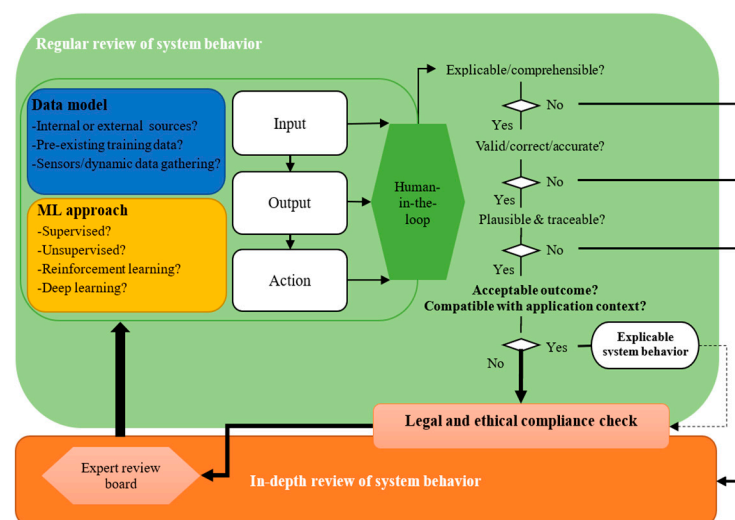 Regular review of system behavior
Data model
-Internal or external sources?
-Pre-existing training data?
-Sensors/dynamic data gathering?
ML approach
-Supervised?
-Unsupervised?
-Reinforcement learning?
-Deep learning?
Input
Output
Action
Human-
in-the-
loop
Explicable/comprehensible?
No
Yes
Valid/correct/accurate?
No
Yes
Plausible & traceable?
No
Yes
Acceptable outcome?
Compatible with application context?
Yes
No
Explicable
system behavior
Legal and ethical compliance check
Expert review
board
In-depth review of system behavior